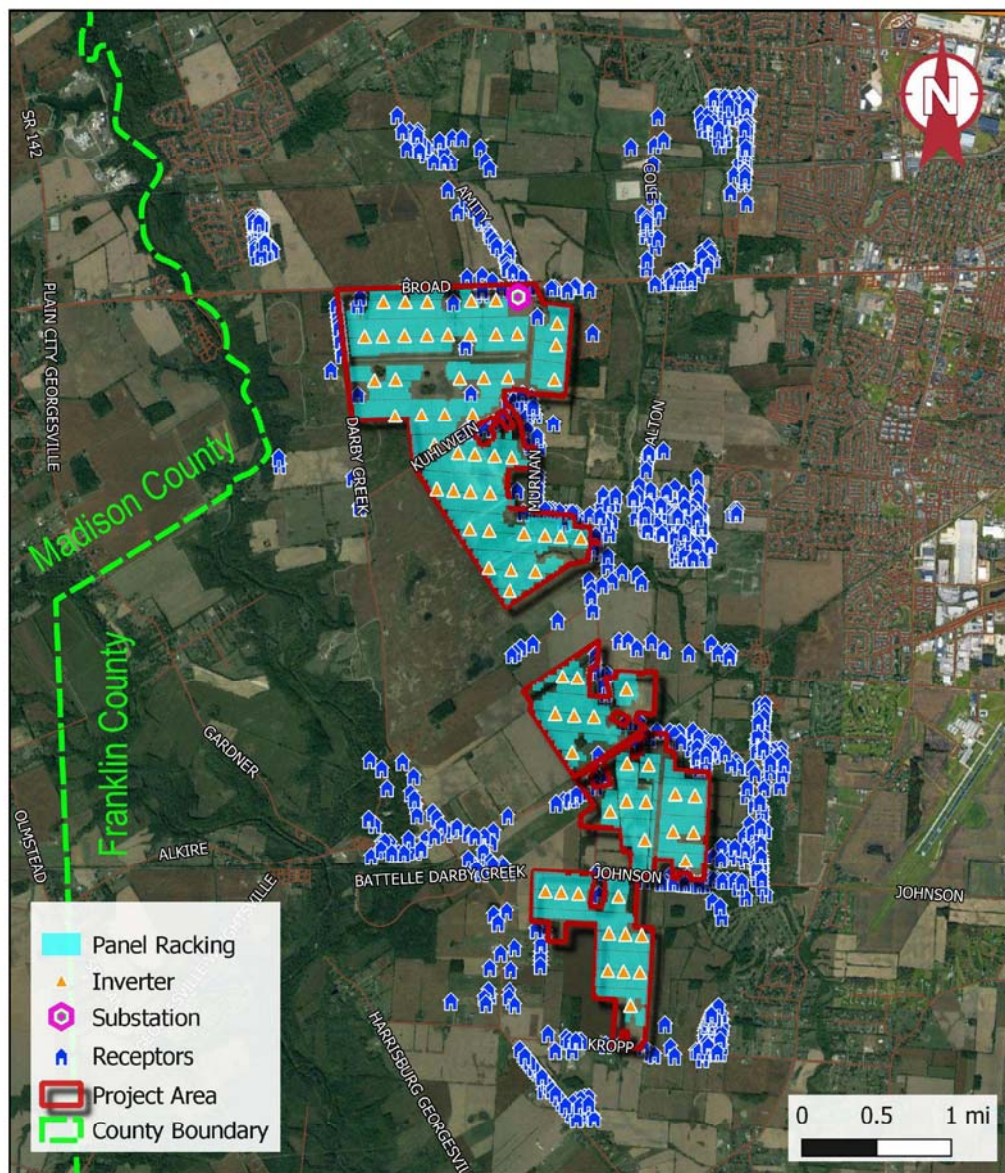 N
SR 142
AMITY
COLE
BROAD
PLAIN CITY GEORGESVILLE
DARBY CREEK
KUHLWEIN
MURNAN
ALTON
Madison County
Franklin County
GARDNER
OLMSTEAD
ALKIRE
BATTELLE DARBY CREEK
JOHNSON
JOHNSON
HARRISBURG GEORGESVILL
KROPP
Panel Racking
Inverter
Substation
Receptors
Project Area
County Boundary
0 0.5 1 mi